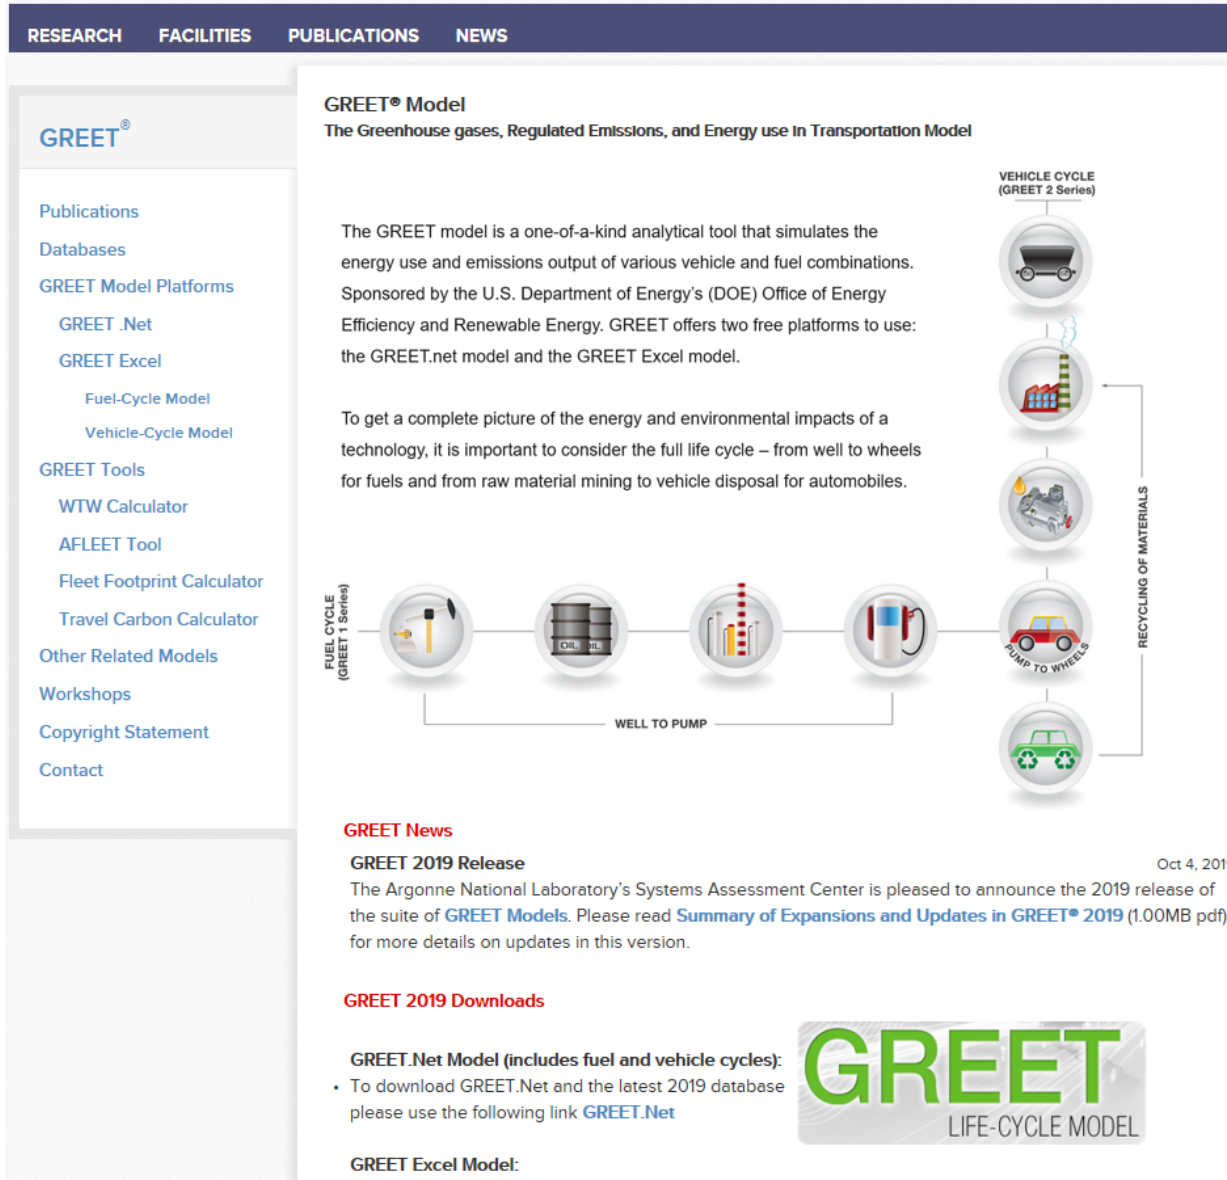 RESEARCH FACILITIES PUBLICATIONS NEWS
GREET®
Publications
Databases
GREET Model Platforms
GREET .Net
GREET Excel
Fuel-Cycle Model
Vehicle-Cycle Model
GREET Tools
WTW Calculator
AFLEET Tool
Fleet Footprint Calculator
Travel Carbon Calculator
Other Related Models
Workshops
Copyright Statement
Contact
GREET® Model
The Greenhouse gases, Regulated Emissions, and Energy use in Transportation Model
The GREET model is a one-of-a-kind analytical tool that simulates the
energy use and emissions output of various vehicle and fuel combinations.
Sponsored by the U.S. Department of Energy's (DOE) Office of Energy
Efficiency and Renewable Energy. GREET offers two free platforms to use:
the GREET.net model and the GREET Excel model.
To get a complete picture of the energy and environmental impacts of a
technology, it is important to consider the full life cycle – from well to wheels
for fuels and from raw material mining to vehicle disposal for automobiles.
VEHICLE CYCLE
(GREET 2 Series)
RECYCLING OF MATERIALS
FUEL CYCLE
(GREET 1 Series)
OIL OIL
PUMP TO WHEELS
WELL TO PUMP
GREET News
GREET 2019 Release
Oct 4, 2019
The Argonne National Laboratory's Systems Assessment Center is pleased to announce the 2019 release of
the suite of GREET Models. Please read Summary of Expansions and Updates in GREET® 2019 (1.00MB pdf)
for more details on updates in this version.
GREET 2019 Downloads
GREET.Net Model (includes fuel and vehicle cycles):
• To download GREET.Net and the latest 2019 database
please use the following link GREET.Net
GREET Excel Model:
GREET
LIFE-CYCLE MODEL